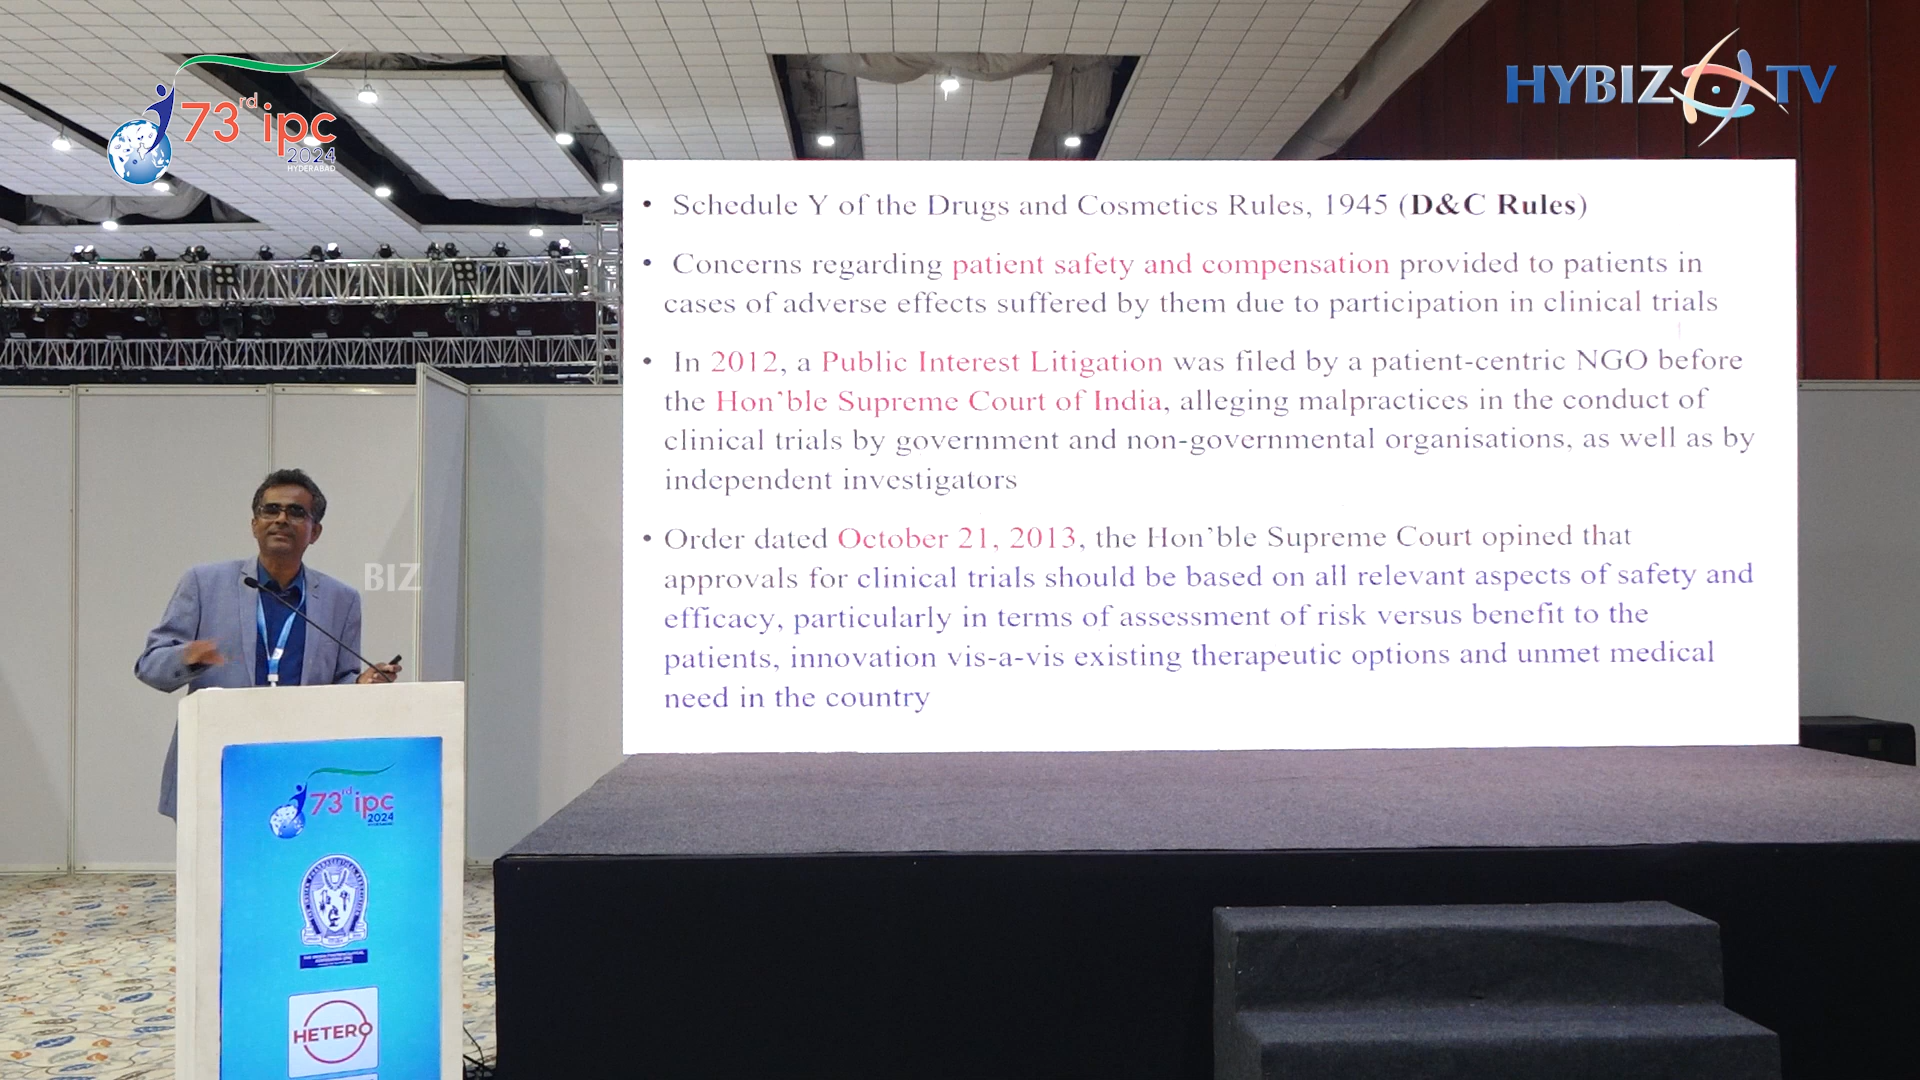 73rd ipc
2024
HYDERABAD
HYBIZ TV
• Schedule Y of the Drugs and Cosmetics Rules, 1945 (D&C Rules)
• Concerns regarding patient safety and compensation provided to patients in
cases of adverse effects suffered by them due to participation in clinical trials
• In 2012, a Public Interest Litigation was filed by a patient-centric NGO before
the Hon'ble Supreme Court of India, alleging malpractices in the conduct of
clinical trials by government and non-governmental organisations, as well as by
independent investigators
• Order dated October 21, 2013, the Hon'ble Supreme Court opined that
approvals for clinical trials should be based on all relevant aspects of safety and
efficacy, particularly in terms of assessment of risk versus benefit to the
patients, innovation vis-a-vis existing therapeutic options and unmet medical
need in the country
BIZ
73rd ipc
2024
HETERO